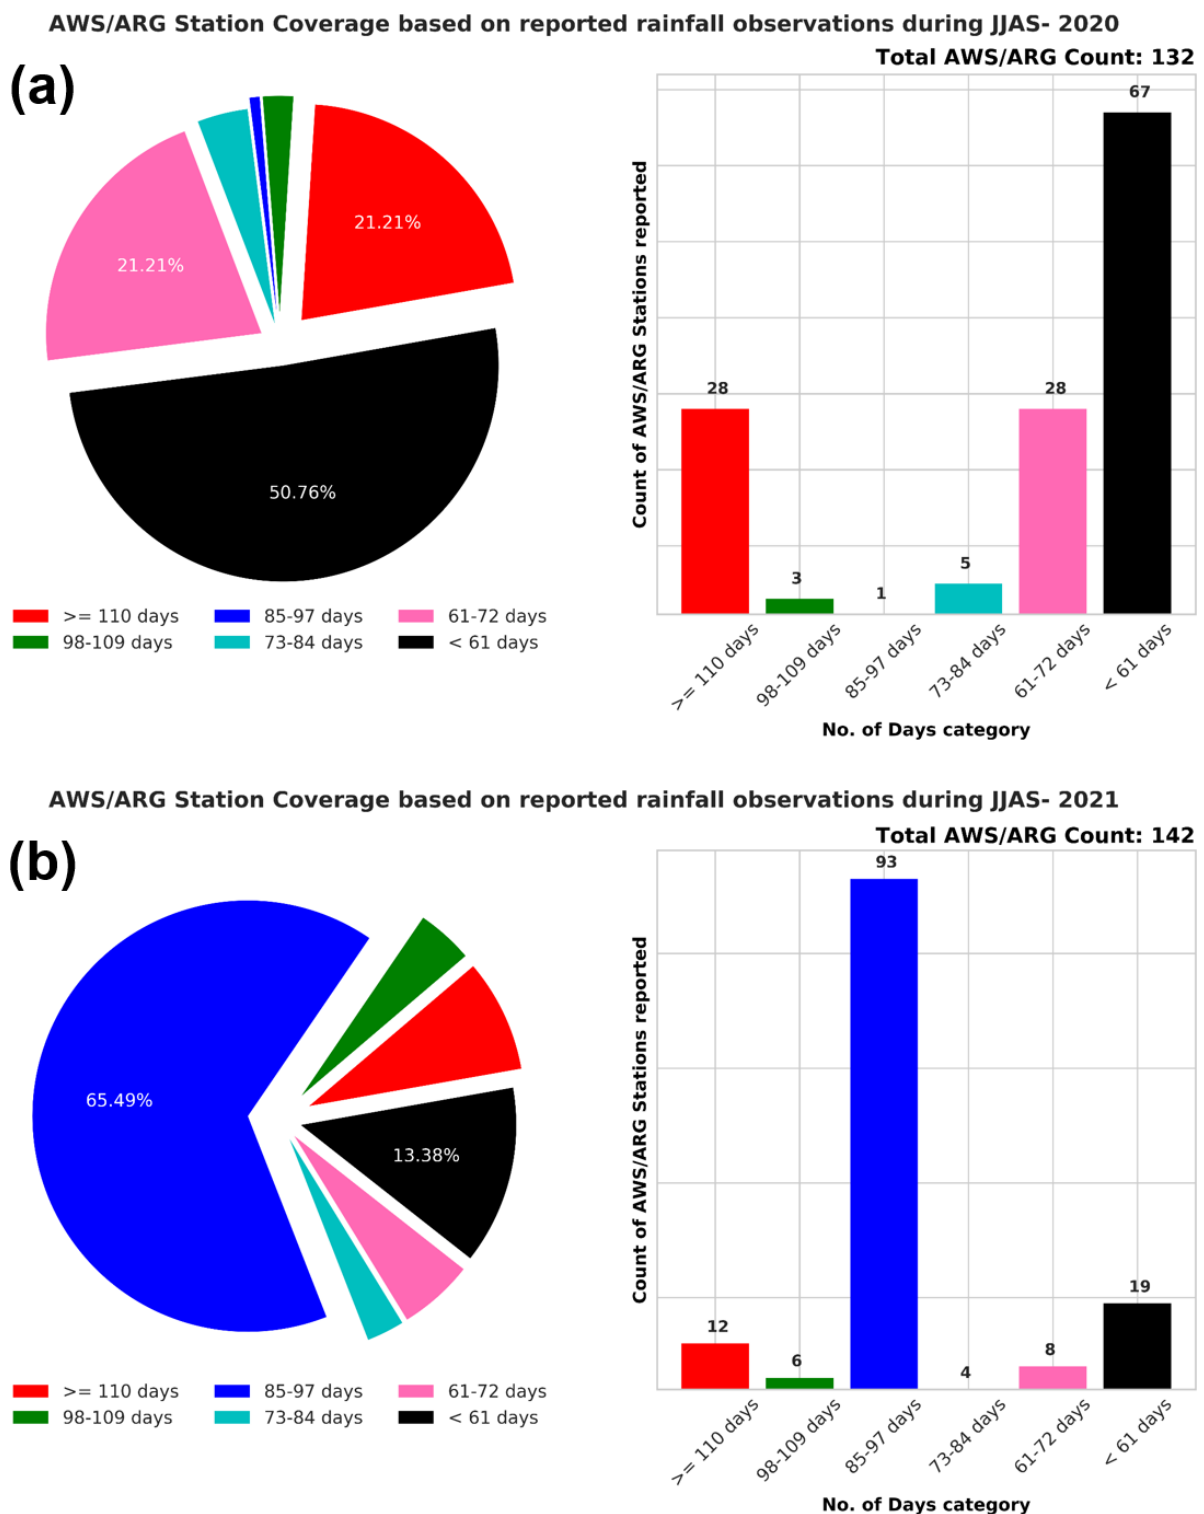 AWS/ARG Station Coverage based on reported rainfall observations during JJAS- 2020
Total AWS/ARG Count: 132
(a)
21.21%
21.21%
50.76%
>= 110 days
85-97 days
61-72 days
98-109 days
73-84 days
< 61 days
Count of AWS/ARG Stations reported
28
3
1
5
28
67
>= 110 days
98-109 days
85-97 days
73-84 days
61-72 days
< 61 days
No. of Days category
AWS/ARG Station Coverage based on reported rainfall observations during JJAS- 2021
Total AWS/ARG Count: 142
(b)
65.49%
13.38%
>= 110 days
85-97 days
61-72 days
98-109 days
73-84 days
< 61 days
Count of AWS/ARG Stations reported
12
6
93
4
8
19
>= 110 days
98-109 days
85-97 days
73-84 days
61-72 days
< 61 days
No. of Days category